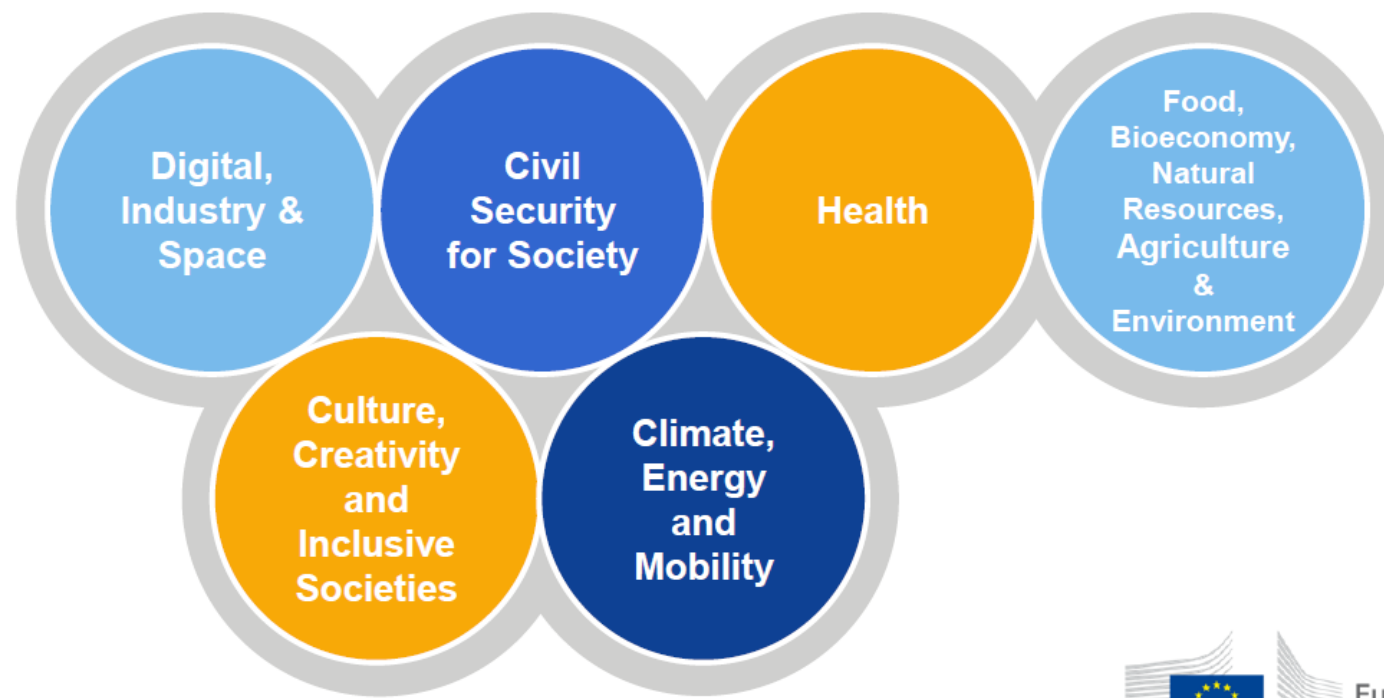 Digital,
Industry &
Space
Civil
Security
for Society
Health
Food,
Bioeconomy,
Natural
Resources,
Agriculture
&
Environment
Culture,
Creativity
and
Inclusive
Societies
Climate,
Energy
and
Mobility